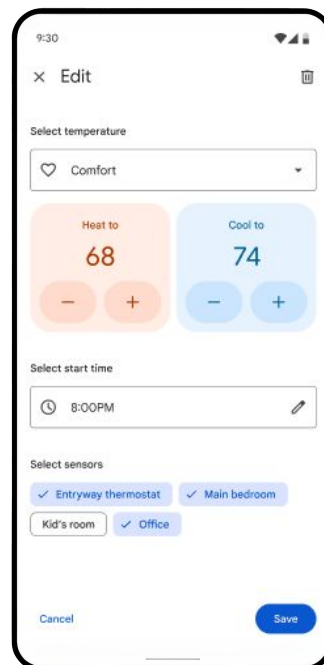 9:30
Edit
Select temperature
Comfort
Heat to
Cool to
68
74
Select start time
8:00PM
Select sensors
Entryway thermostat
Main bedroom
Kid's room
Office
Cancel
Save